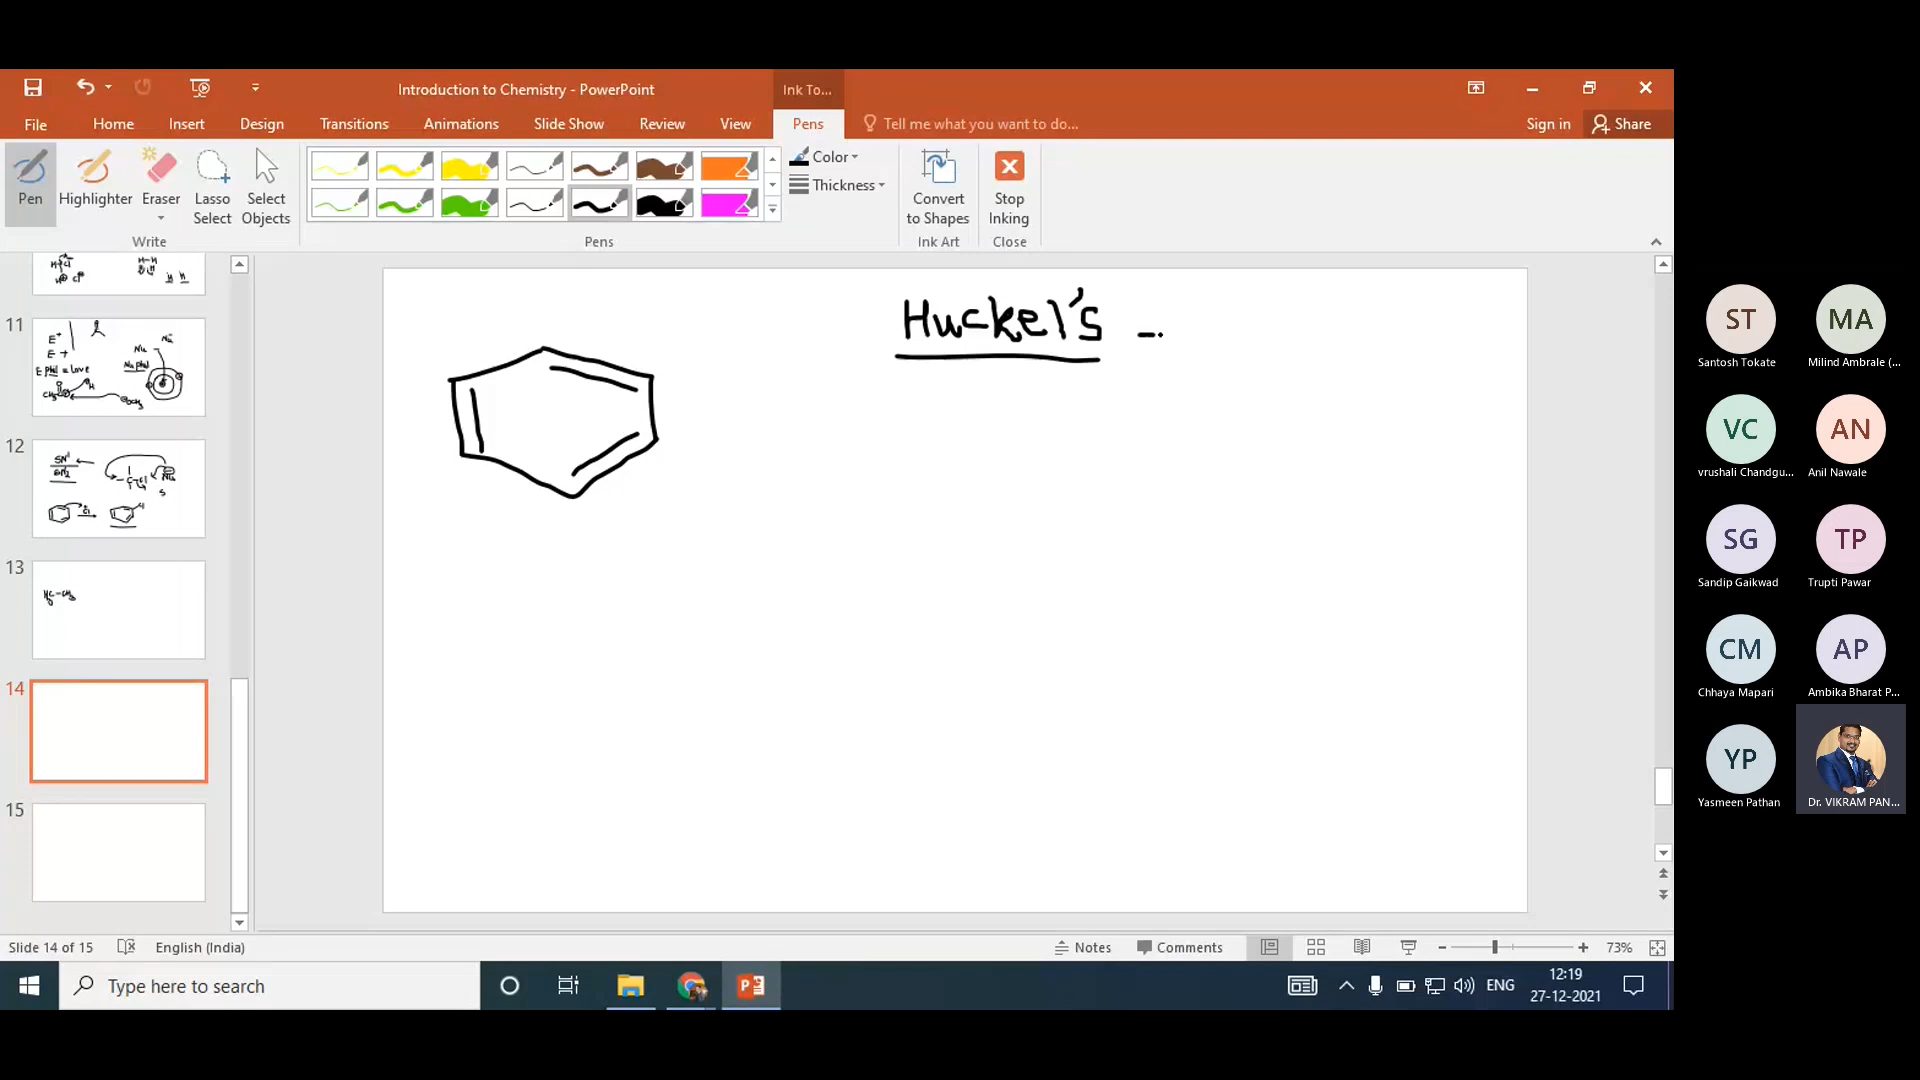 Introduction to Chemistry - PowerPoint
Ink To...
File Home Insert Design Transitions Animations Slide Show Review View Pens Tell me what you want to do... Sign in Share
Pen Highlighter Eraser Lasso Select Select Objects
Color Thickness
Convert to Shapes Stop Inking
Write Pens Ink Art Close
11
E+
Nu
12
SN1
SN2
13
14
15
Huckel's -
ST MA
Santosh Tokate Milind Ambrale (...
VC AN
vrushali Chandgu... Anil Nawale
SG TP
Sandip Gaikwad Trupti Pawar
CM AP
Chhaya Mapari Ambika Bharat P...
YP
Yasmeen Pathan Dr. VIKRAM PAN...
Slide 14 of 15 English (India) Notes Comments 73%
Type here to search ENG 12:19
27-12-2021